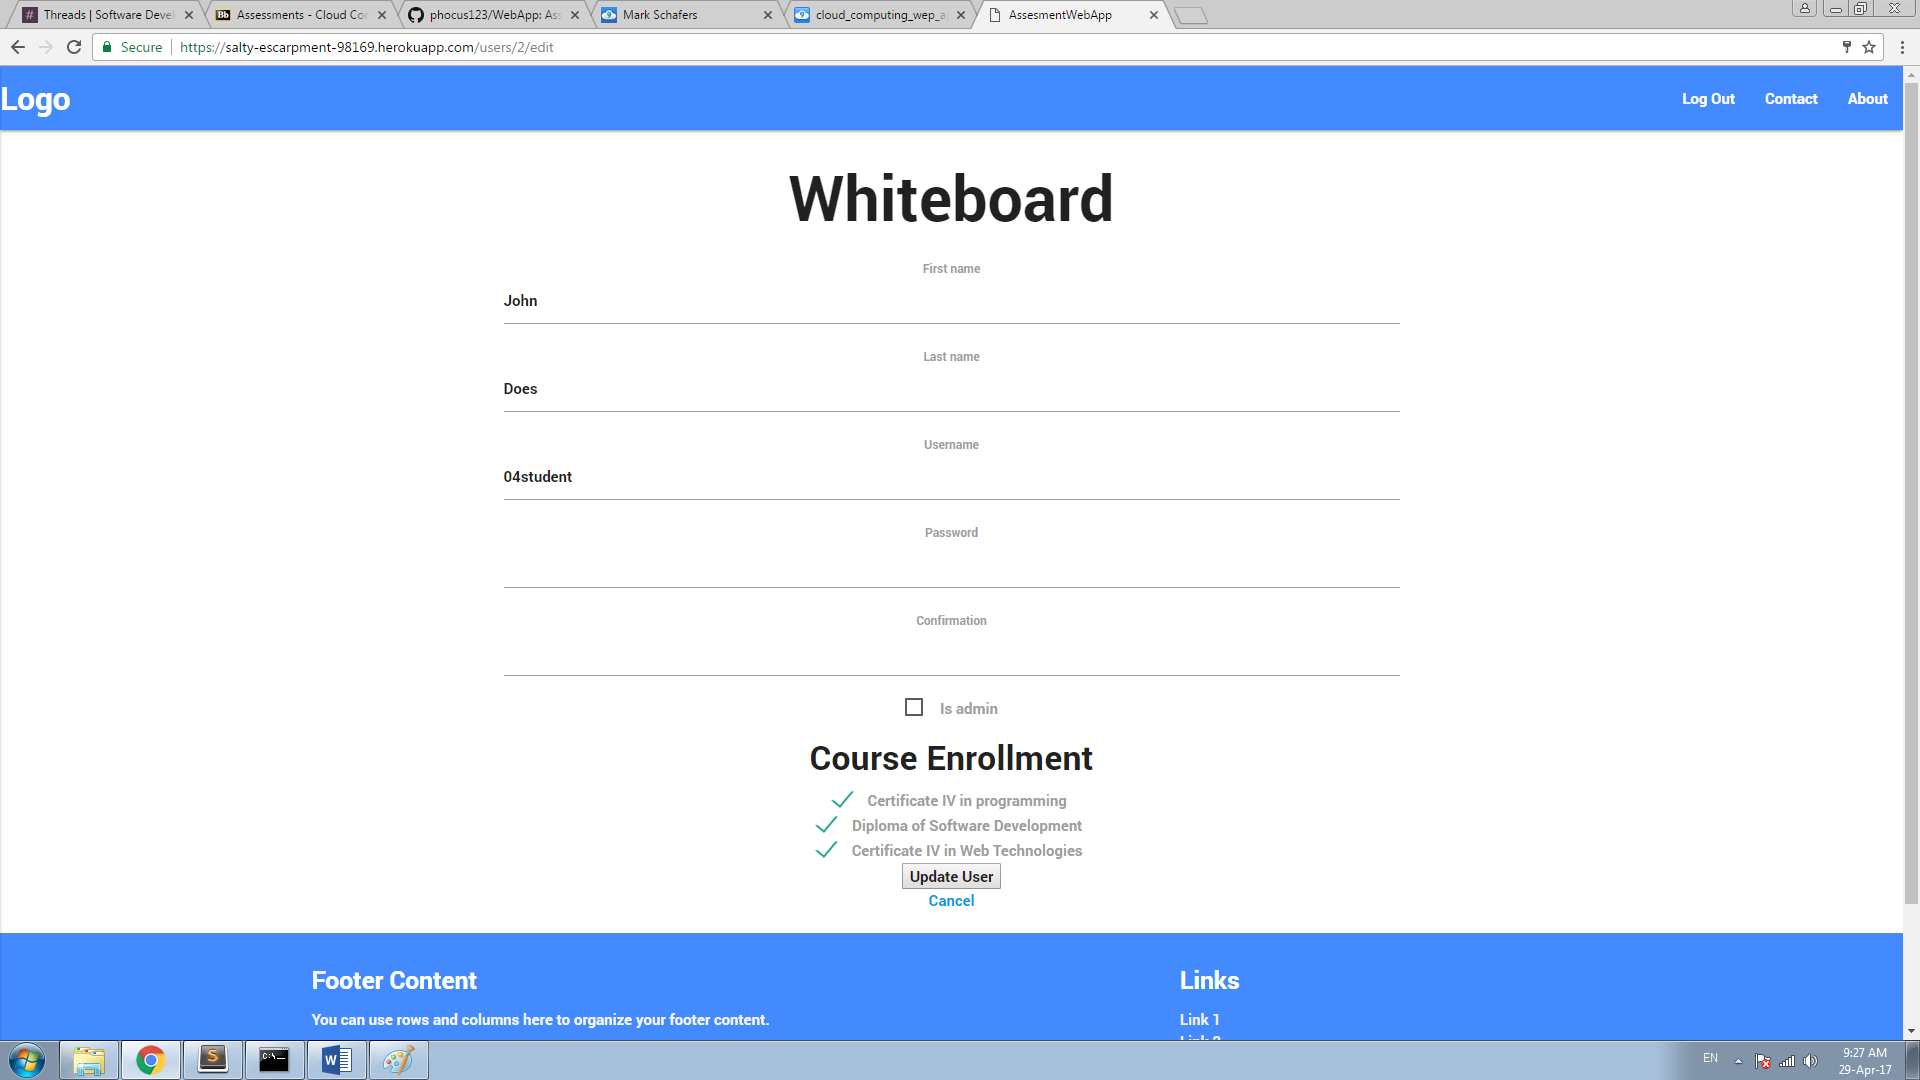 Threads | Software Devel
Assessments - Cloud Co
phocus123/WebApp: Ass
Mark Schafers
cloud_computing_wep_a
AssesmentWebApp
Secure
https://salty-escarpment-98169.herokuapp.com/users/2/edit
Logo
Log Out
Contact
About
Whiteboard
First name
John
Last name
Does
Username
04student
Password
Confirmation
Is admin
Course Enrollment
Certificate IV in programming
Diploma of Software Development
Certificate IV in Web Technologies
Update User
Cancel
Footer Content
Links
You can use rows and columns here to organize your footer content.
Link 1
EN
9:27 AM
29-Apr-17